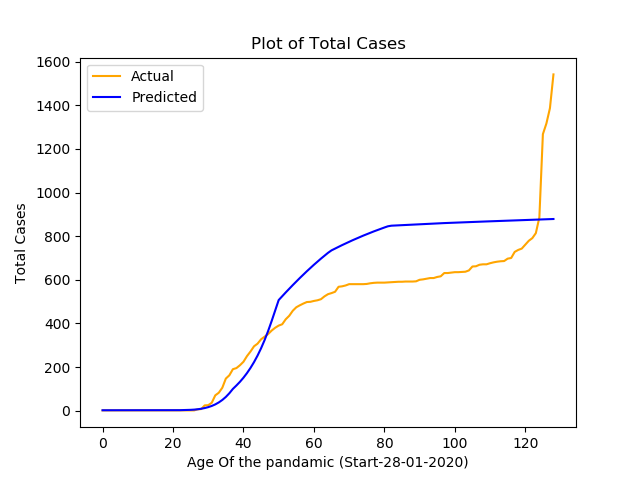 Plot of Total Cases
Actual
Predicted
1600
1400
1200
1000
800
600
400
200
0
Total Cases
0 20 40 60 80 100 120
Age Of the pandamic (Start-28-01-2020)